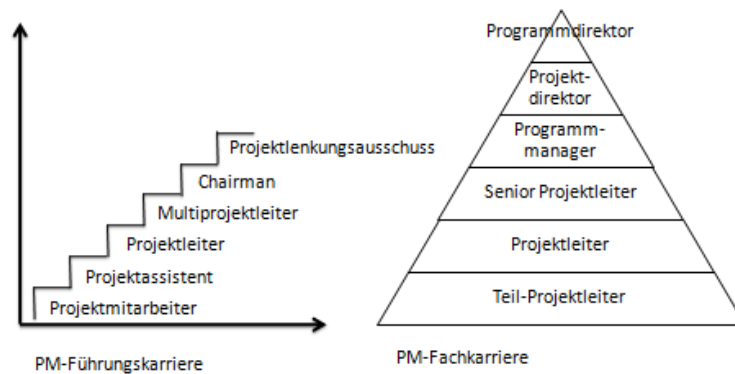 Projektlenkungsausschuss
Chairman
Multiprojektleiter
Projektleiter
Projektassistent
Projektmitarbeiter
PM-Führungskarriere
Programmdirektor
Projekt-
direktor
Programm-
manager
Senior Projektleiter
Projektleiter
Teil-Projektleiter
PM-Fachkarriere